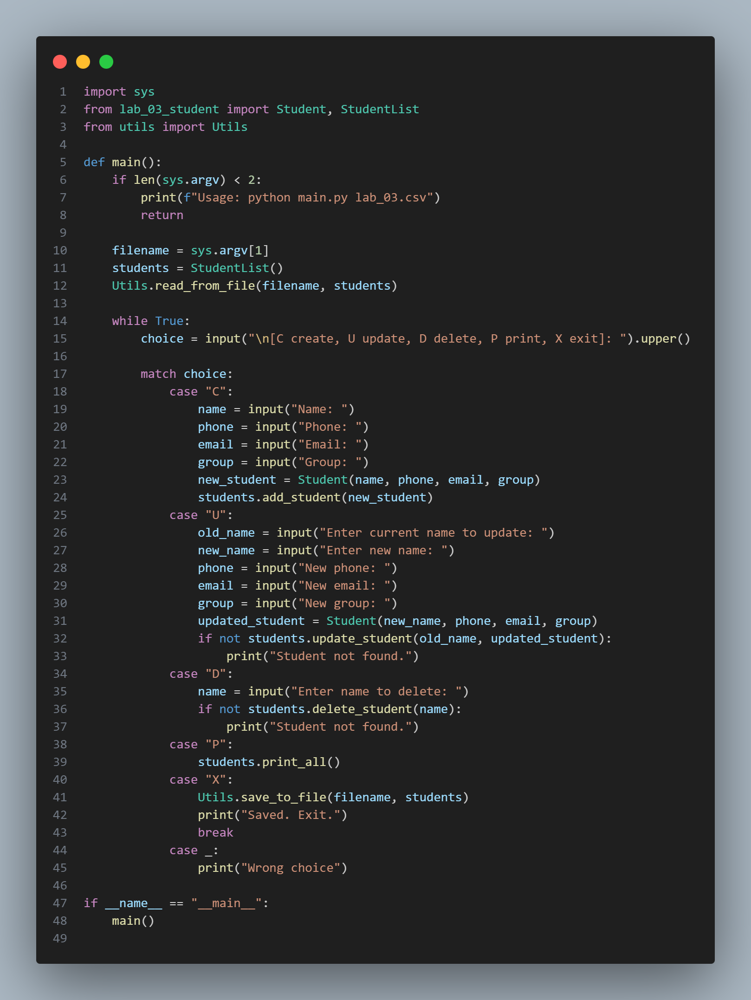 1 import sys
2 from lab_03_student import Student, StudentList
3 from utils import Utils
4
5 def main():
6     if len(sys.argv) < 2:
7         print(f"Usage: python main.py lab_03.csv")
8         return
9
10     filename = sys.argv[1]
11     students = StudentList()
12     Utils.read_from_file(filename, students)
13
14     while True:
15         choice = input("\n[C create, U update, D delete, P print, X exit]: ").upper()
16
17         match choice:
18             case "C":
19                 name = input("Name: ")
20                 phone = input("Phone: ")
21                 email = input("Email: ")
22                 group = input("Group: ")
23                 new_student = Student(name, phone, email, group)
24                 students.add_student(new_student)
25             case "U":
26                 old_name = input("Enter current name to update: ")
27                 new_name = input("Enter new name: ")
28                 phone = input("New phone: ")
29                 email = input("New email: ")
30                 group = input("New group: ")
31                 updated_student = Student(new_name, phone, email, group)
32                 if not students.update_student(old_name, updated_student):
33                     print("Student not found.")
34             case "D":
35                 name = input("Enter name to delete: ")
36                 if not students.delete_student(name):
37                     print("Student not found.")
38             case "P":
39                 students.print_all()
40             case "X":
41                 Utils.save_to_file(filename, students)
42                 print("Saved. Exit.")
43                 break
44             case _:
45                 print("Wrong choice")
46
47 if __name__ == "__main__":
48     main()
49